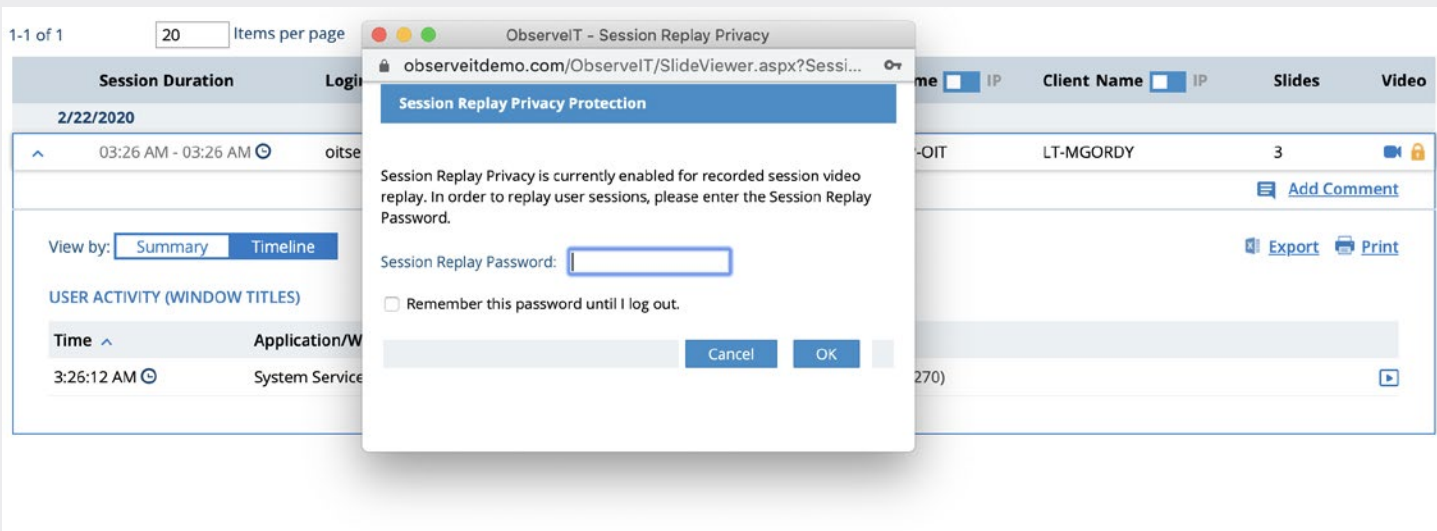 1-1 of 1 20 Items per page
ObserveIT - Session Replay Privacy
observeitdemo.com/ObserveIT/SlideViewer.aspx?Sessi...
Session Replay Privacy Protection
Session Replay Privacy is currently enabled for recorded session video
replay. In order to replay user sessions, please enter the Session Replay
Password.
Session Replay Password:
Remember this password until I log out.
Cancel OK
Session Duration Logi me IP Client Name IP Slides Video
2/22/2020
03:26 AM - 03:26 AM oitse -OIT LT-MGORDY 3
Add Comment
View by: Summary Timeline Export Print
USER ACTIVITY (WINDOW TITLES)
Time Application/W
3:26:12 AM System Service 270)